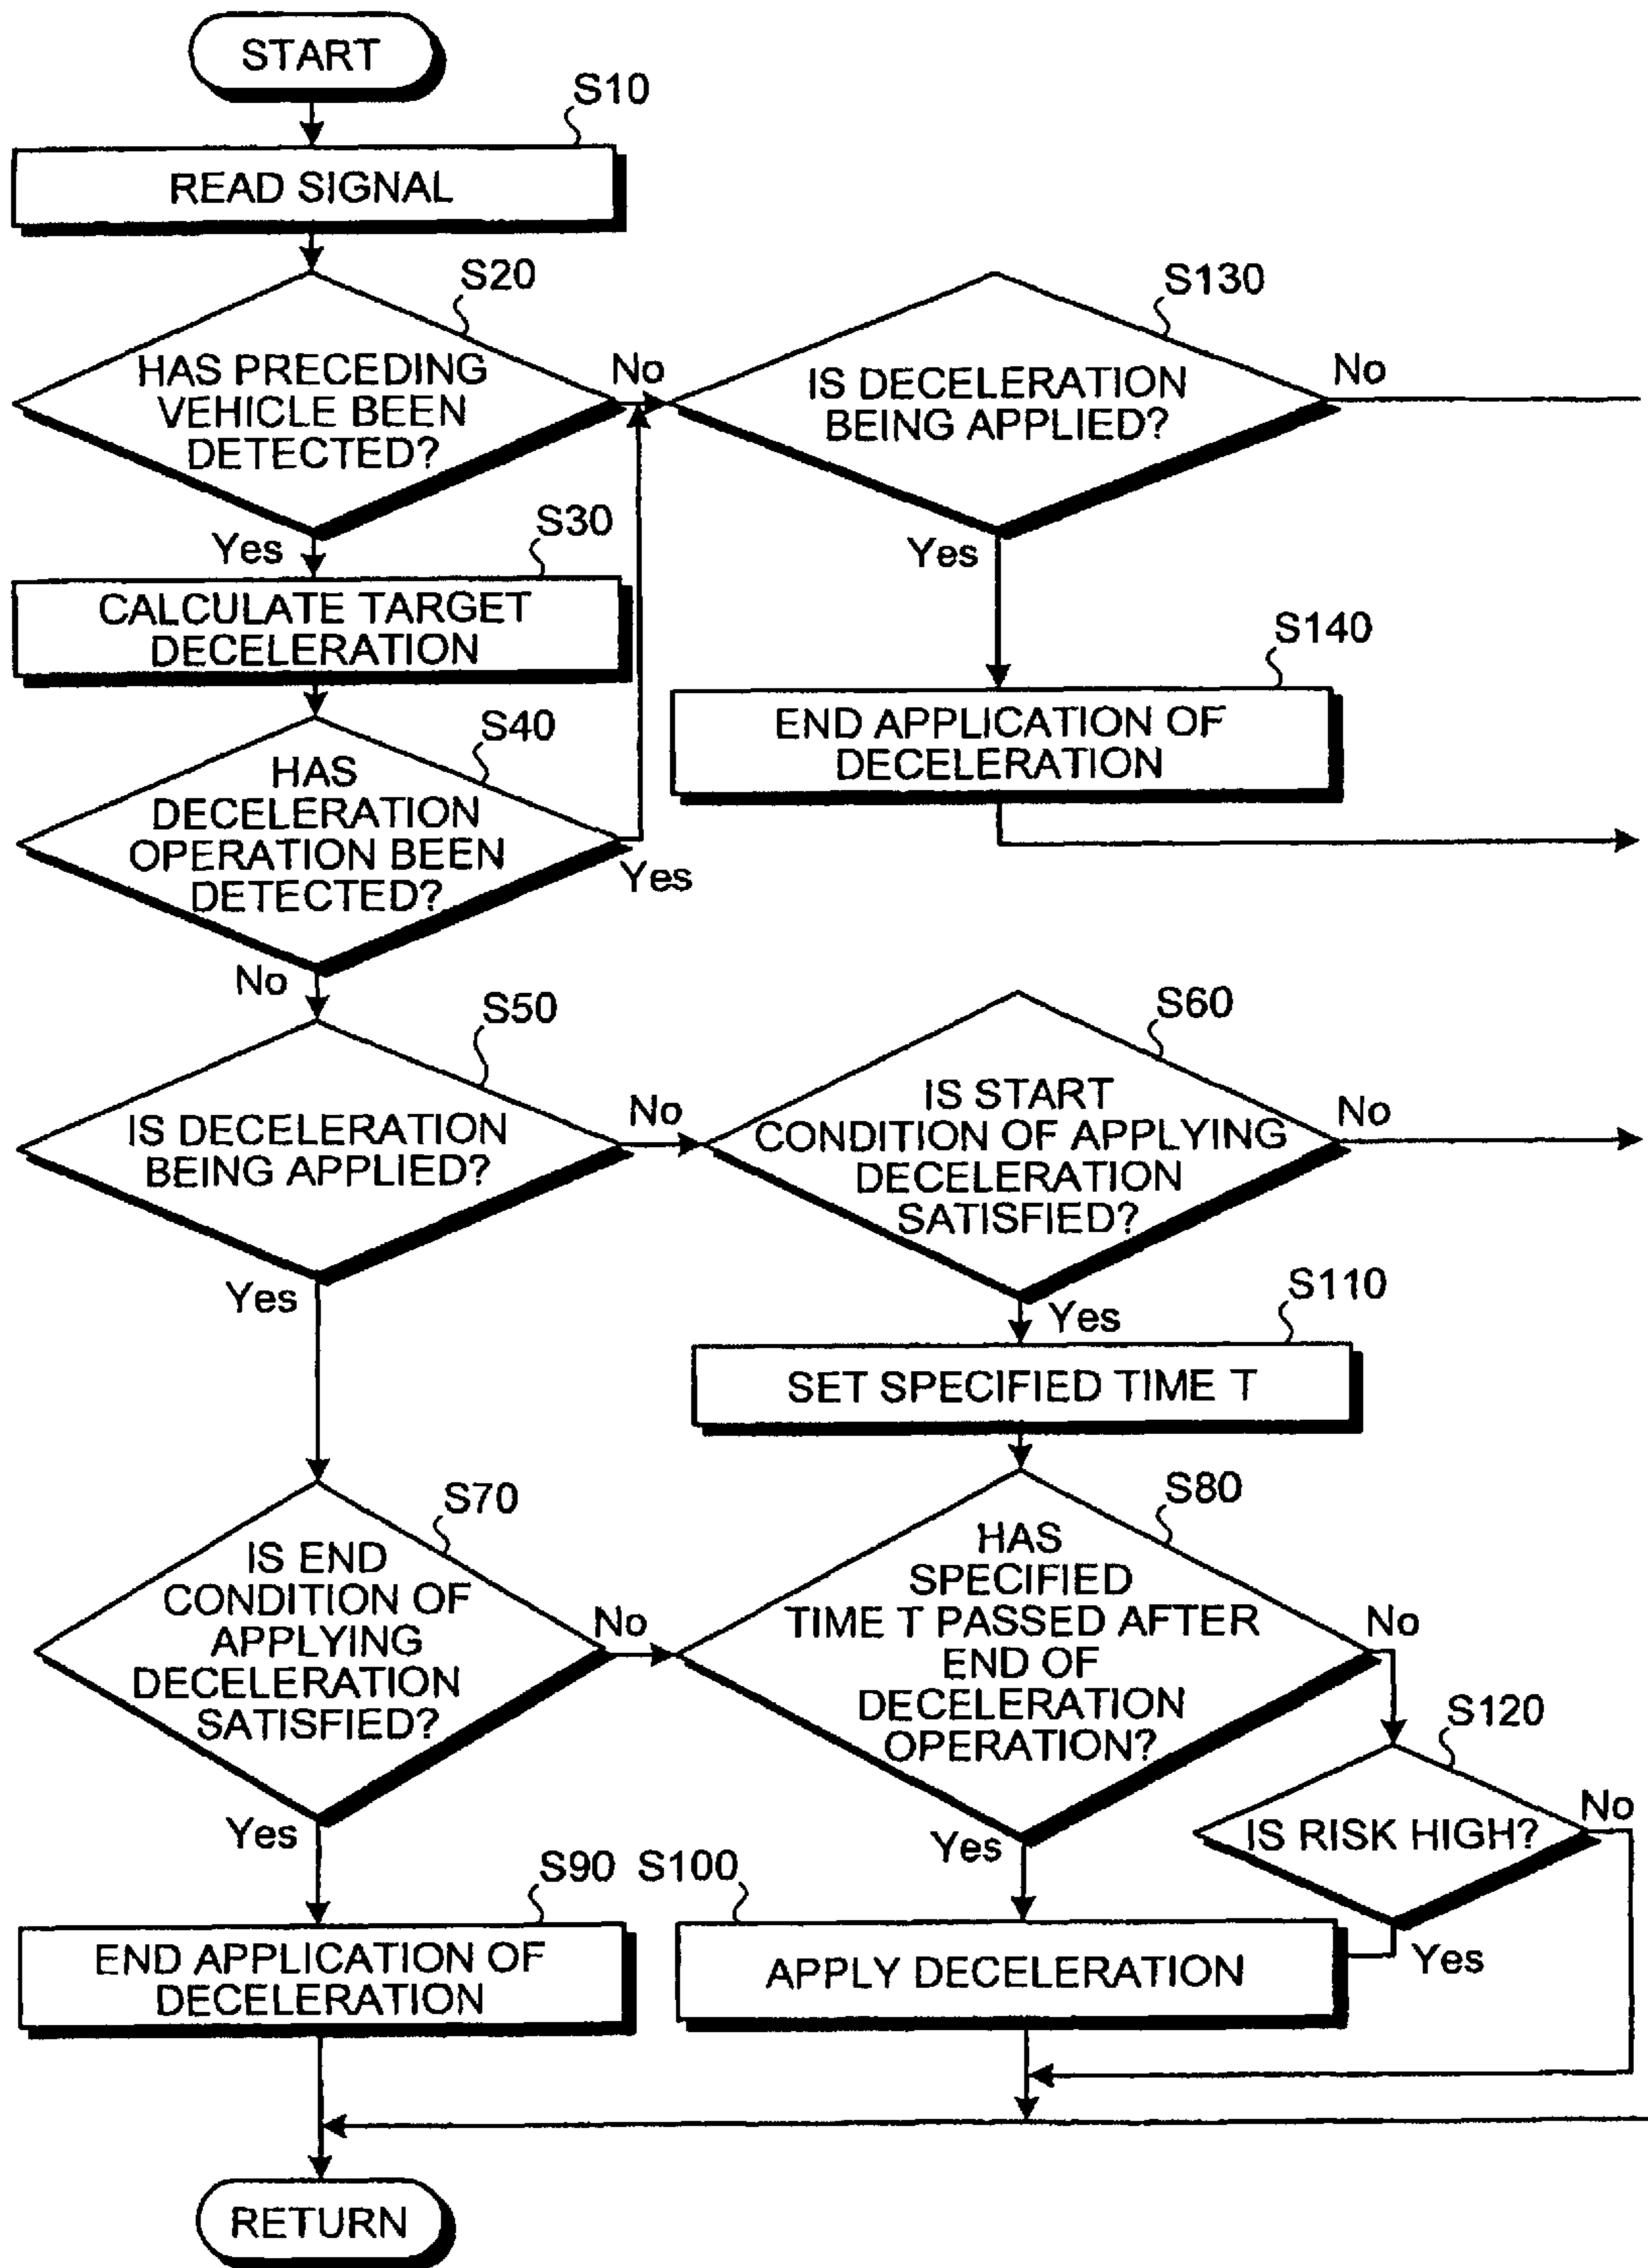 START
S10
READ SIGNAL
S20
HAS PRECEDING
VEHICLE BEEN
DETECTED?
No
Yes
S130
IS DECELERATION
BEING APPLIED?
No
Yes
S30
CALCULATE TARGET
DECELERATION
S140
END APPLICATION OF
DECELERATION
S40
HAS
DECELERATION
OPERATION BEEN
DETECTED?
Yes
No
S50
IS DECELERATION
BEING APPLIED?
No
Yes
S60
IS START
CONDITION OF APPLYING
DECELERATION
SATISFIED?
No
Yes
S110
SET SPECIFIED TIME T
S70
IS END
CONDITION OF
APPLYING
DECELERATION
SATISFIED?
No
Yes
S80
HAS
SPECIFIED
TIME T PASSED AFTER
END OF
DECELERATION
OPERATION?
No
Yes
S120
IS RISK HIGH?
No
Yes
S90
END APPLICATION OF
DECELERATION
S100
APPLY DECELERATION
RETURN